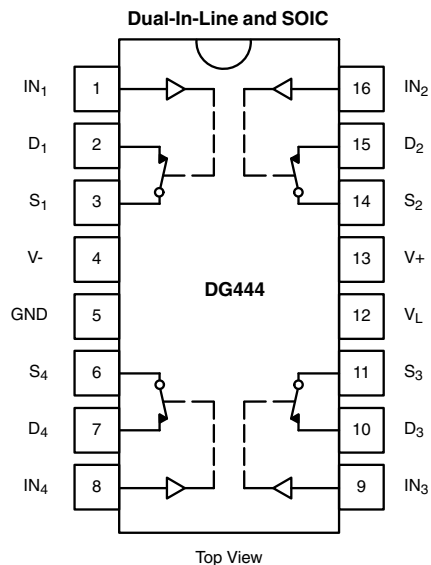 Dual-In-Line and SOIC
IN1 1 16 IN2
D1 2 15 D2
S1 3 14 S2
V- 4 13 V+
GND 5 DG444 12 VL
S4 6 11 S3
D4 7 10 D3
IN4 8 9 IN3
Top View